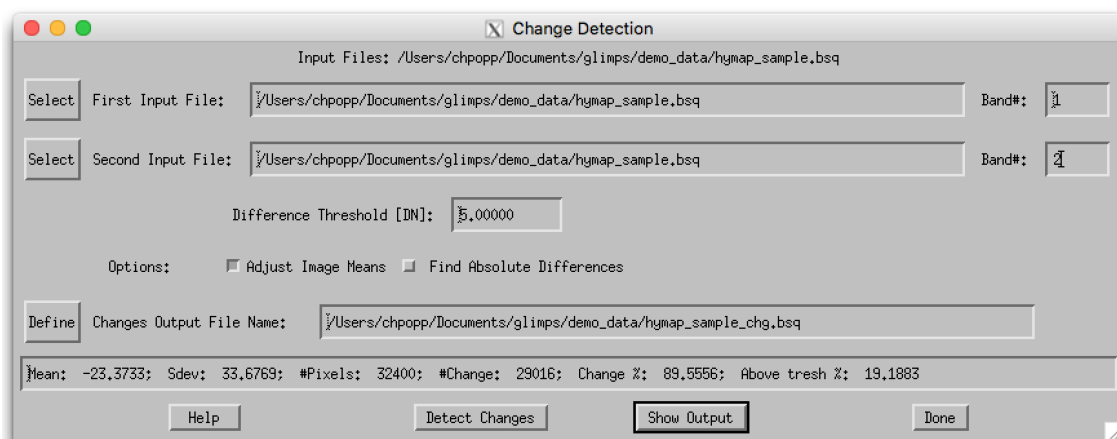 Change Detection
Input Files: /Users/chpopp/Documents/glimps/demo_data/hymap_sample.bsq
Select First Input File: /Users/chpopp/Documents/glimps/demo_data/hymap_sample.bsq Band#: 1
Select Second Input File: /Users/chpopp/Documents/glimps/demo_data/hymap_sample.bsq Band#: 2
Difference Threshold [DN]: 5.00000
Options: Adjust Image Means Find Absolute Differences
Define Changes Output File Name: /Users/chpopp/Documents/glimps/demo_data/hymap_sample_chg.bsq
Mean: -23.3733; Sdev: 33.6769; #Pixels: 32400; #Change: 29016; Change %: 89.5556; Above tresh %: 19.1883
Help Detect Changes Show Output Done